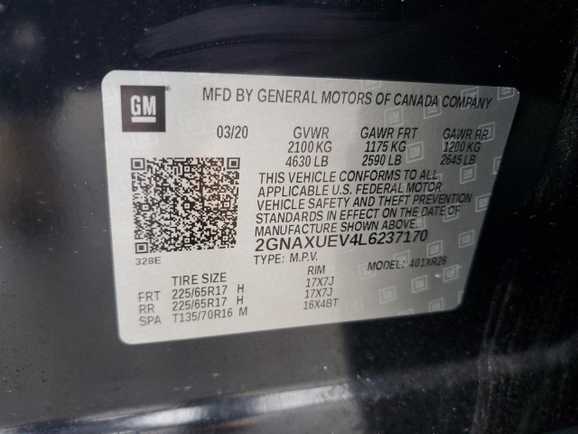 GM
MFD BY GENERAL MOTORS OF CANADA COMPANY
03/20 GVWR GAWR FRT GAWR RR
2100 KG 1175 KG 1200 KG
4630 LB 2590 LB 2645 LB
THIS VEHICLE CONFORMS TO ALL
APPLICABLE U.S. FEDERAL MOTOR
VEHICLE SAFETY AND THEFT PREVENTION
STANDARDS IN EFFECT ON THE DATE OF
MANUFACTURE SHOWN ABOVE.
2GNAXUEV4L6237170
328E
TYPE: M.P.V. MODEL: 401XR26
TIRE SIZE RIM
FRT 225/65R17 H 17X7J
RR 225/65R17 H 17X7J
SPA T135/70R16 M 16X4BT